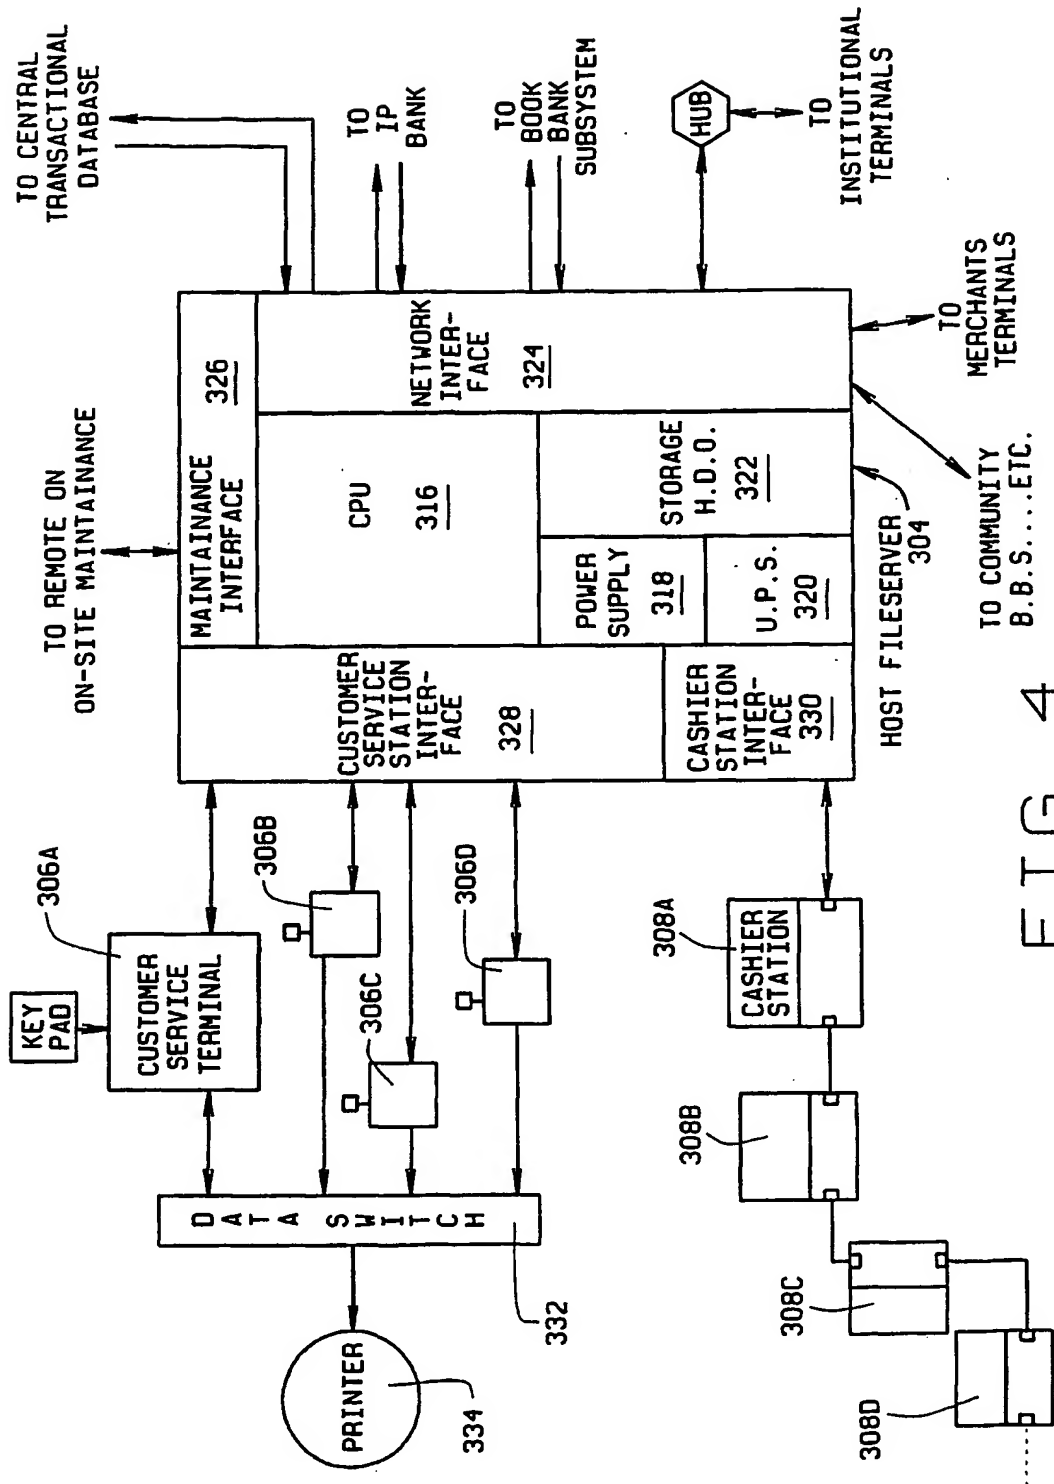 TO CENTRAL
TRANSACTIONAL
DATABASE
TO
IP
BANK
TO
BOOK
BANK
SUBSYSTEM
HUB
TO
INSTITUTIONAL
TERMINALS
TO REMOTE ON
ON-SITE MAINTAINANCE
MAINTAINANCE
INTERFACE
326
NETWORK
INTER-
FACE
324
CPU
316
STORAGE
H.D.O.
322
POWER
SUPPLY
318
U.P.S.
320
CUSTOMER
SERVICE
STATION
INTER-
FACE
328
CASHIER
STATION
INTER-
FACE
330
HOST FILESERVER
304
TO
MERCHANTS
TERMINALS
TO COMMUNITY
B.B.S....ETC.
KEY
PAD
306A
CUSTOMER
SERVICE
TERMINAL
306B
306C
306D
DATA SWITCH
332
PRINTER
334
308A
CASHIER
STATION
308B
308C
308D
FIG 4